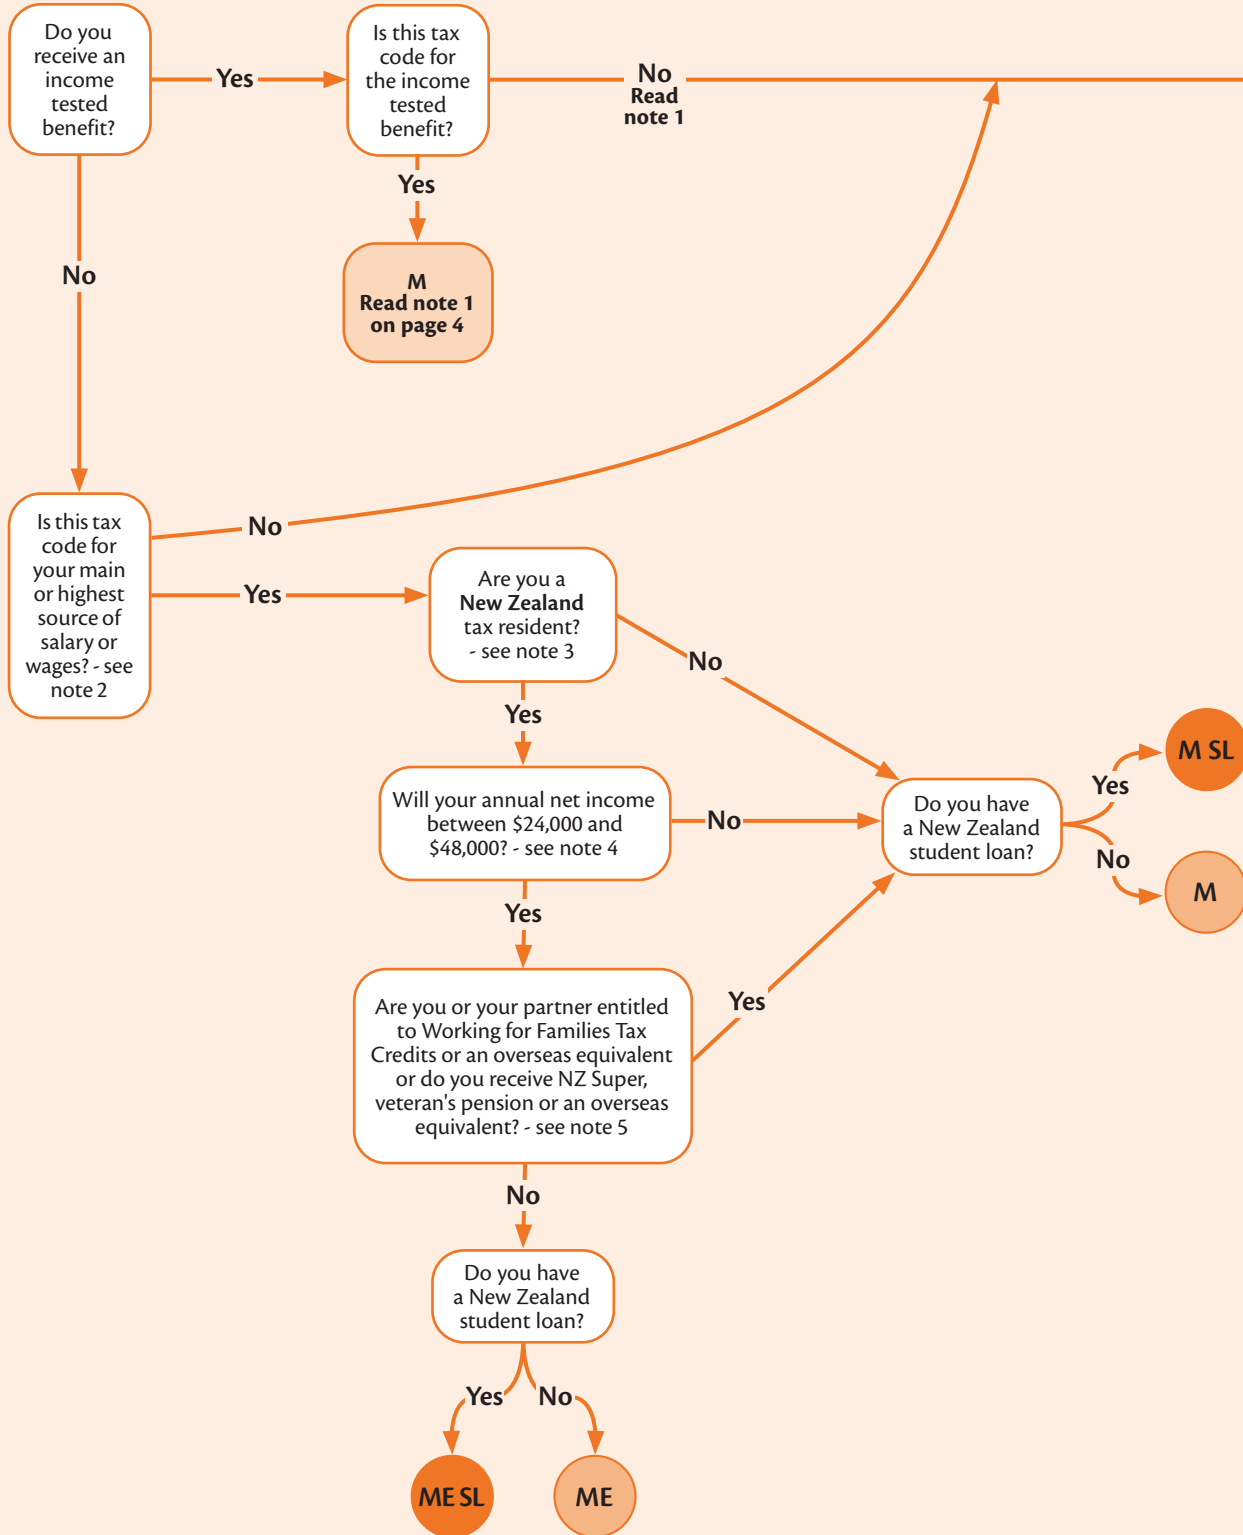 Do you
receive an
income
tested
benefit?
Yes
Is this tax
code for
the income
tested
benefit?
No
Read
note 1
Yes
M
Read note 1
on page 4
No
Is this tax
code for
your main
or highest
source of
salary or
wages? - see
note 2
No
Yes
Are you a
New Zealand
tax resident?
- see note 3
No
Yes
Will your annual net income
between $24,000 and
$48,000? - see note 4
No
Do you have
a New Zealand
student loan?
Yes
M SL
No
M
Yes
Are you or your partner entitled
to Working for Families Tax
Credits or an overseas equivalent
or do you receive NZ Super,
veteran's pension or an overseas
equivalent? - see note 5
Yes
No
Do you have
a New Zealand
student loan?
Yes
No
ME SL
ME